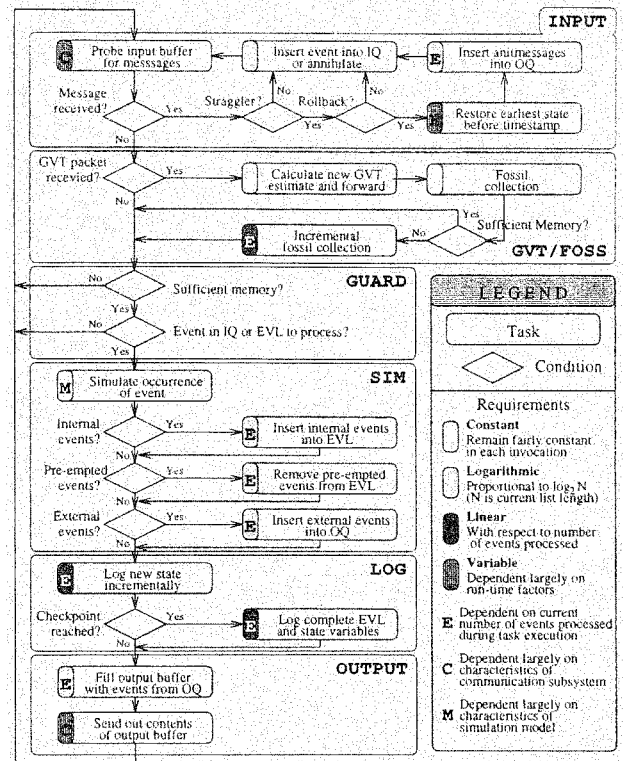 INPUT
C
Probe input buffer
for messsages
Insert event into IQ
or annihilate
E
Insert anitmessages
into OQ
Message
received?
Yes
No
Straggler?
No
Yes
Rollback?
No
Yes
Restore earliest state
before timestamp
GVT packet
recevied?
Yes
No
Calculate new GVT
estimate and forward
Fossil
collection
Yes
Sufficient Memory?
No
E
Incremental
fossil collection
GVT/FOSS
GUARD
No
Sufficient memory?
Yes
No
Event in IQ or EVL to process?
Yes
SIM
M
Simulate occurrence
of event
Internal
events?
Yes
No
E
Insert internal events
into EVL
Pre-empted
events?
Yes
No
E
Remove pre-empted
events from EVL
External
events?
Yes
No
E
Insert external events
into OQ
LOG
E
Log new state
incrementally
Checkpoint
reached?
Yes
No
E
Log complete EVL
and state variables
OUTPUT
E
Fill output buffer
with events from OQ
Send out contents
of output buffer
LEGEND
Task
Condition
Requirements
Constant
Remain fairly constant
in each invocation
Logarithmic
Proportional to log2 N
(N is current list length)
Linear
With respect to number
of events processed
Variable
Dependent largely on
run-time factors
E Dependent on current
number of events processed
during task execution
C Dependent largely on
characteristics of
communication subsystem
M Dependent largely on
characteristics of
simulation model